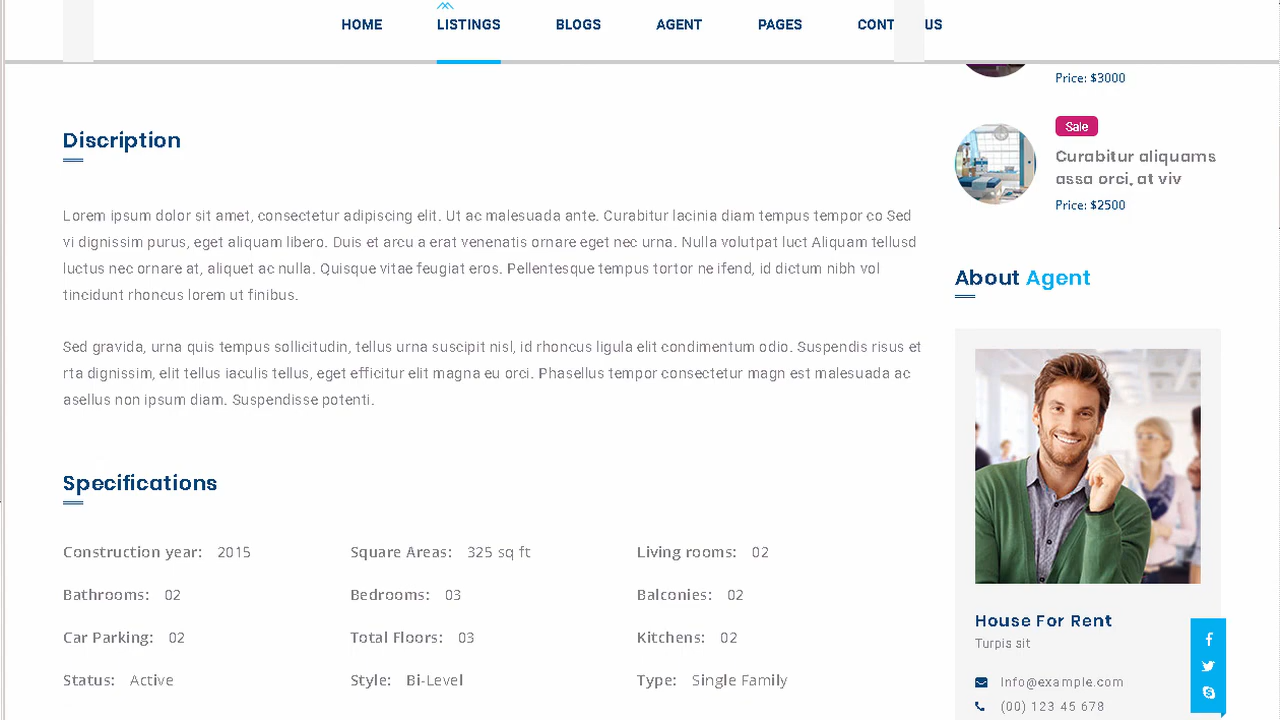 HOME LISTINGS BLOGS AGENT PAGES CONT US
Discription
Lorem ipsum dolor sit amet, consectetur adipiscing elit. Ut ac malesuada ante. Curabitur lacinia diam tempus tempor co Sed
vi dignissim purus, eget aliquam libero. Duis et arcu a erat venenatis ornare eget nec urna. Nulla volutpat luct Aliquam tellusd
luctus nec ornare at, aliquet ac nulla. Quisque vitae feugiat eros. Pellentesque tempus tortor ne ifend, id dictum nibh vol
tincidunt rhoncus lorem ut finibus.
Sed gravida, urna quis tempus sollicitudin, tellus urna suscipit nisl, id rhoncus ligula elit condimentum odio. Suspendis risus et
rta dignissim, elit tellus iaculis tellus, eget efficitur elit magna eu orci. Phasellus tempor consectetur magn est malesuada ac
asellus non ipsum diam. Suspendisse potenti.
Specifications
Construction year: 2015 Square Areas: 325 sq ft Living rooms: 02
Bathrooms: 02 Bedrooms: 03 Balconies: 02
Car Parking: 02 Total Floors: 03 Kitchens: 02
Status: Active Style: Bi-Level Type: Single Family
Price: $3000
Sale
Curabitur aliquams
assa orci, at viv
Price: $2500
About Agent
House For Rent
Turpis sit
Info@example.com
(00) 123 45 678